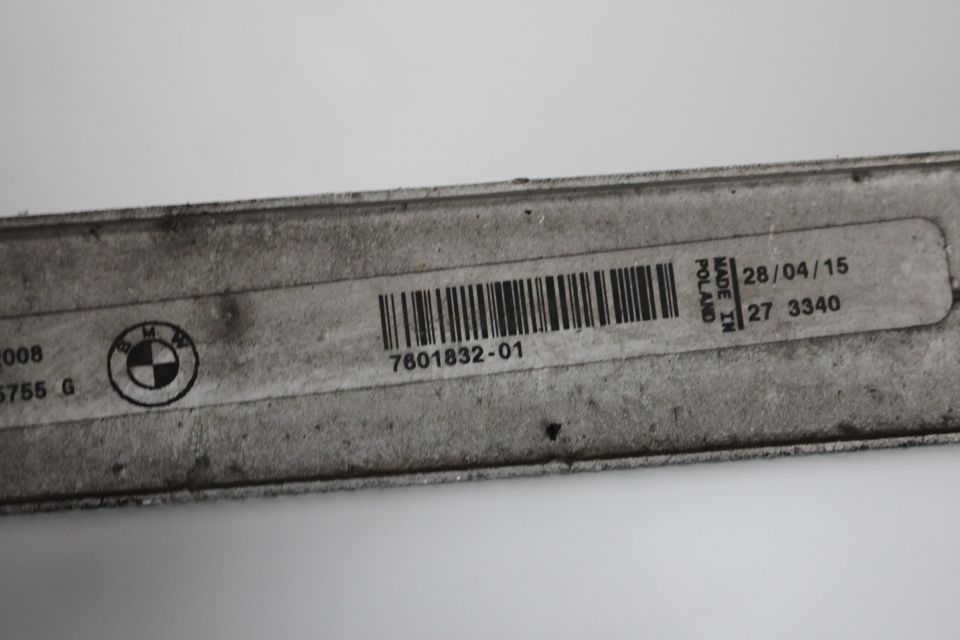 2008
5755 G
BMW
7601832-01
MADE IN
POLAND
28/04/15
27 3340